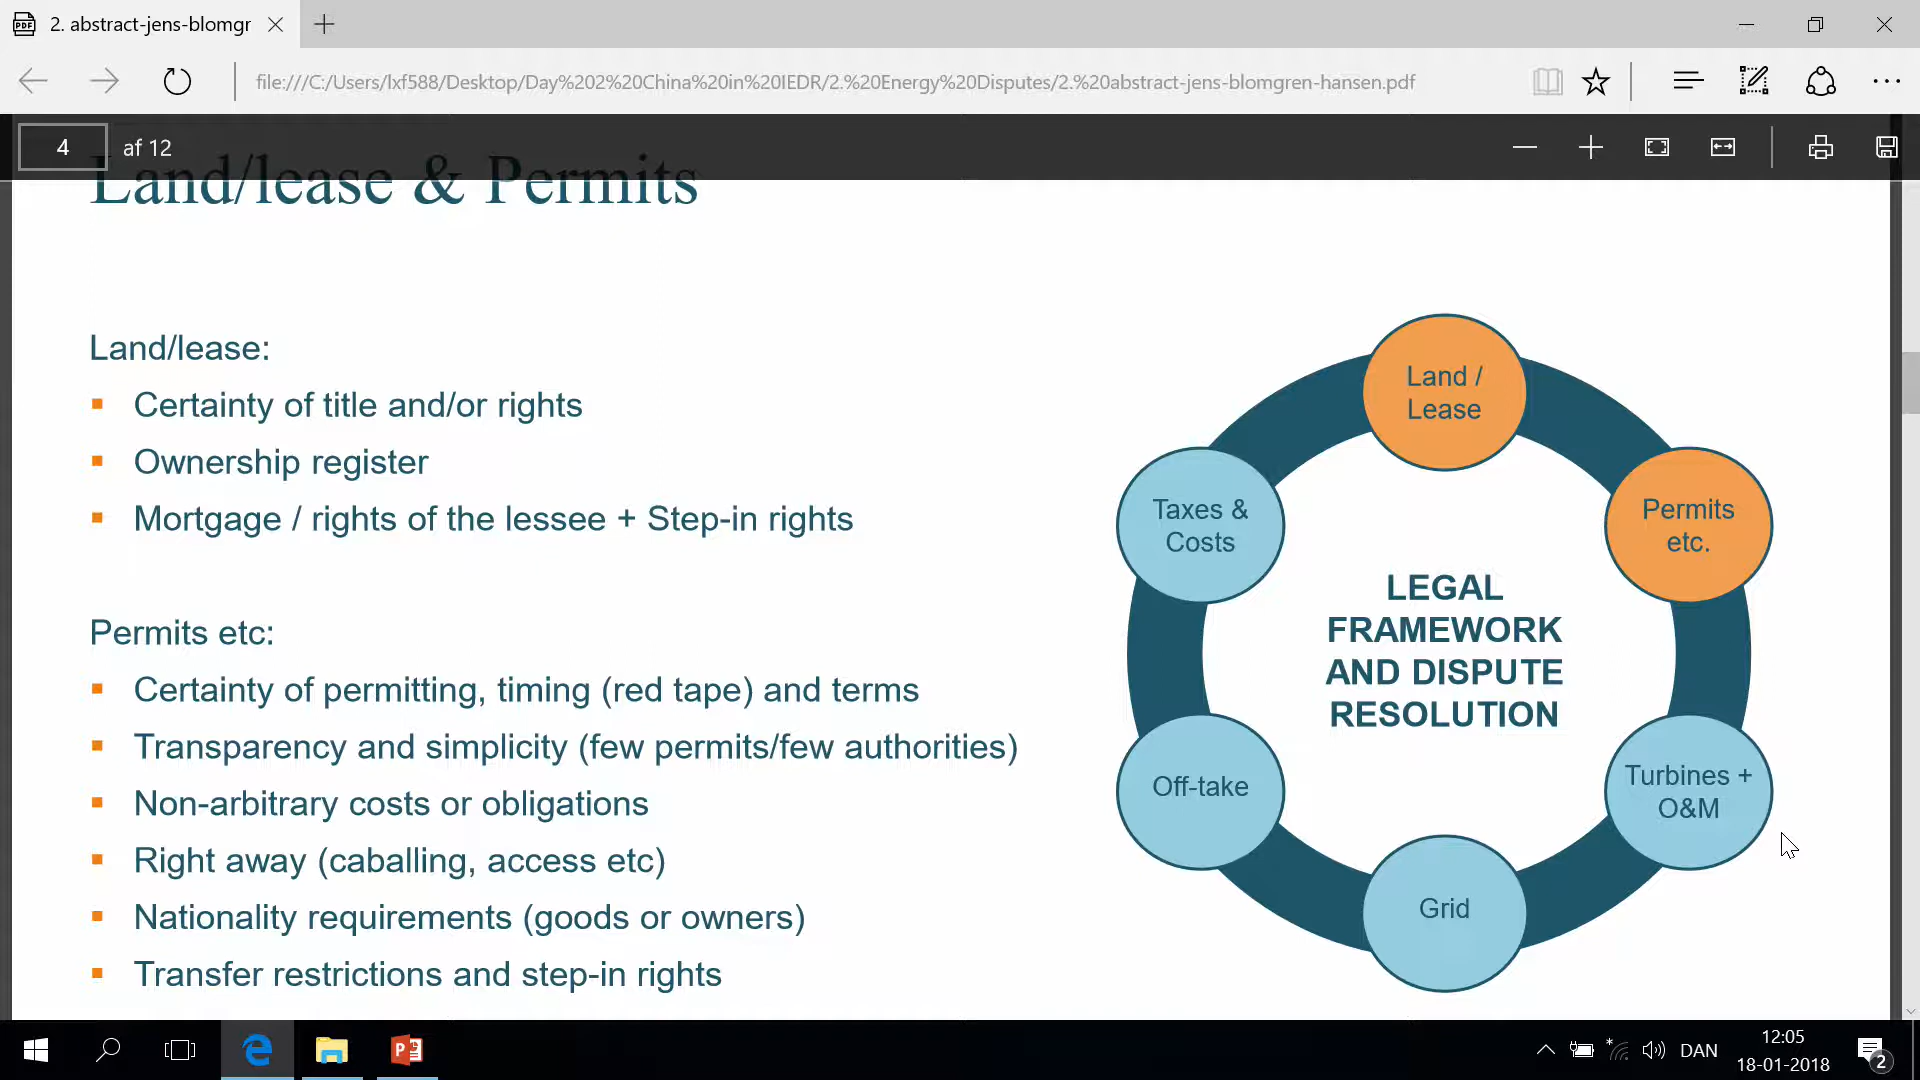 2. abstract-jens-blomgr
file:///C:/Users/lxf588/Desktop/Day%202%20China%20in%20IEDR/2.%20Energy%20Disputes/2.%20abstract-jens-blomgren-hansen.pdf
4 af 12
Land/lease & Permits
Land/lease:
Certainty of title and/or rights
Ownership register
Mortgage / rights of the lessee + Step-in rights
Permits etc:
Certainty of permitting, timing (red tape) and terms
Transparency and simplicity (few permits/few authorities)
Non-arbitrary costs or obligations
Right away (caballing, access etc)
Nationality requirements (goods or owners)
Transfer restrictions and step-in rights
Land /
Lease
Permits
etc.
Turbines +
O&M
Grid
Off-take
Taxes &
Costs
LEGAL
FRAMEWORK
AND DISPUTE
RESOLUTION
DAN
12:05
18-01-2018
2